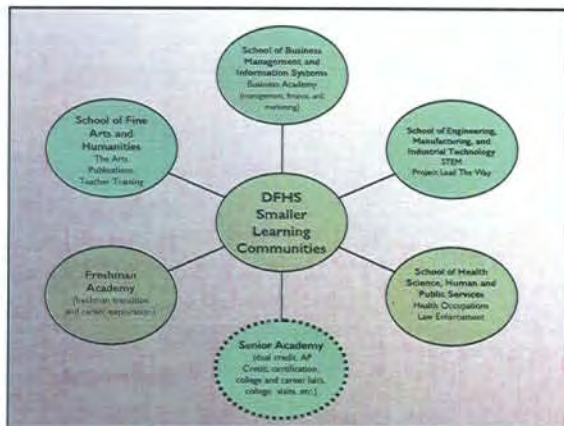 School of Business
Management and
Information Systems
Business Academy
(management, finance, and
marketing)
School of Fine
Arts and
Humanities
The Arts
Publications
Teacher Training
School of Engineering,
Manufacturing, and
Industrial Technology
STEM
Project Lead The Way
DFHS
Smaller
Learning
Communities
Freshman
Academy
(freshman transition
and career exploration)
School of Health
Science, Human and
Public Services
Health Occupations
Law Enforcement
Senior Academy
(dual credit, AP
Credit, certification,
college and career fairs,
college visits, etc.)